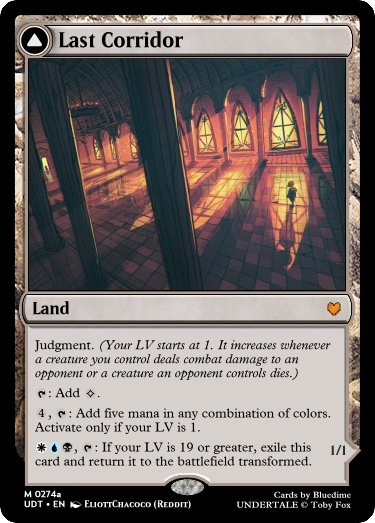 Last Corridor
Land
Judgment. (Your LV starts at 1. It increases whenever
a creature you control deals combat damage to an
opponent or a creature an opponent controls dies.)
: Add .
4 , : Add five mana in any combination of colors.
Activate only if your LV is 1.
, : If your LV is 19 or greater, exile this
card and return it to the battlefield transformed.
1/1
M 0274a
UDT • EN EliottChacoco (Reddit)
Cards by Bluedime
UNDERTALE © Toby Fox